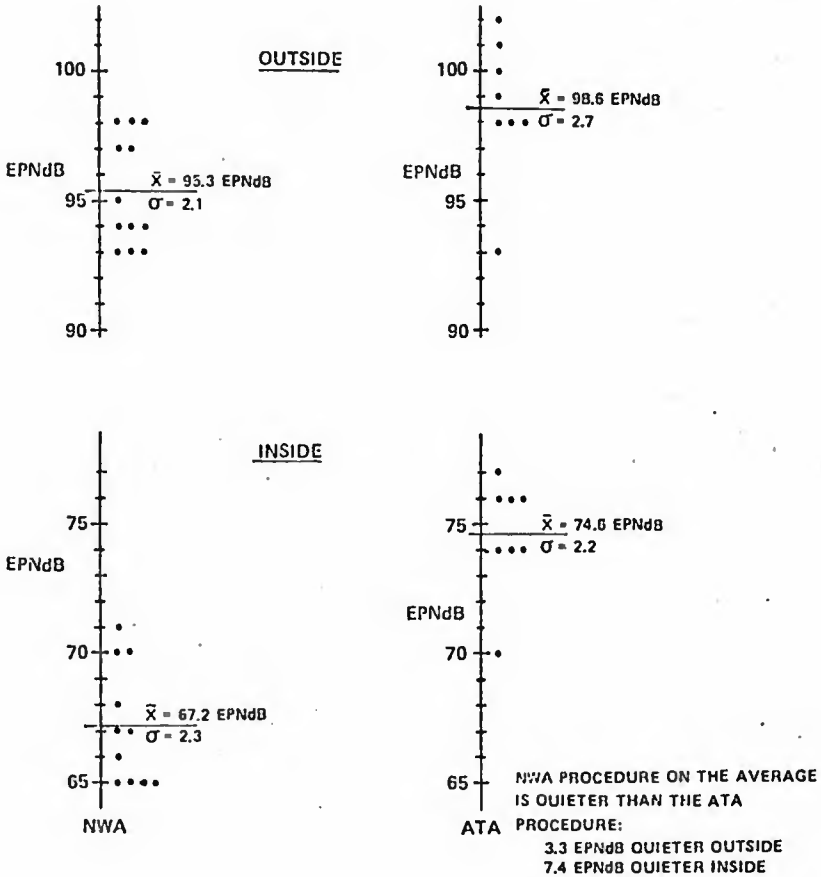 OUTSIDE
100
EPNdB
95
90
X̄ = 95.3 EPNdB
σ = 2.1
100
EPNdB
95
90
X̄ = 98.6 EPNdB
σ = 2.7
INSIDE
75
EPNdB
70
65
X̄ = 67.2 EPNdB
σ = 2.3
NWA
75
EPNdB
70
65
X̄ = 74.6 EPNdB
σ = 2.2
ATA
NWA PROCEDURE ON THE AVERAGE
IS QUIETER THAN THE ATA
PROCEDURE:
3.3 EPNdB QUIETER OUTSIDE
7.4 EPNdB QUIETER INSIDE